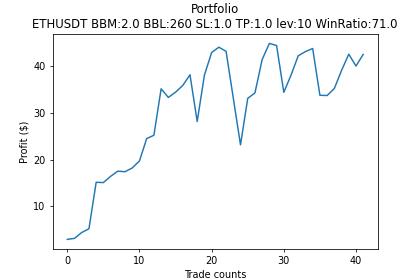 Portfolio
ETHUSDT BBM:2.0 BBL:260 SL:1.0 TP:1.0 lev:10 WinRatio:71.0
40
30
20
10
Profit ($)
0 10 20 30 40
Trade counts